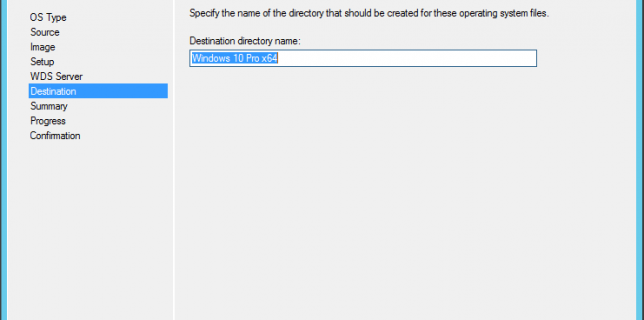 OS Type
Source
Image
Setup
WDS Server
Destination
Summary
Progress
Confirmation
Specify the name of the directory that should be created for these operating system files.
Destination directory name:
Windows 10 Pro x64